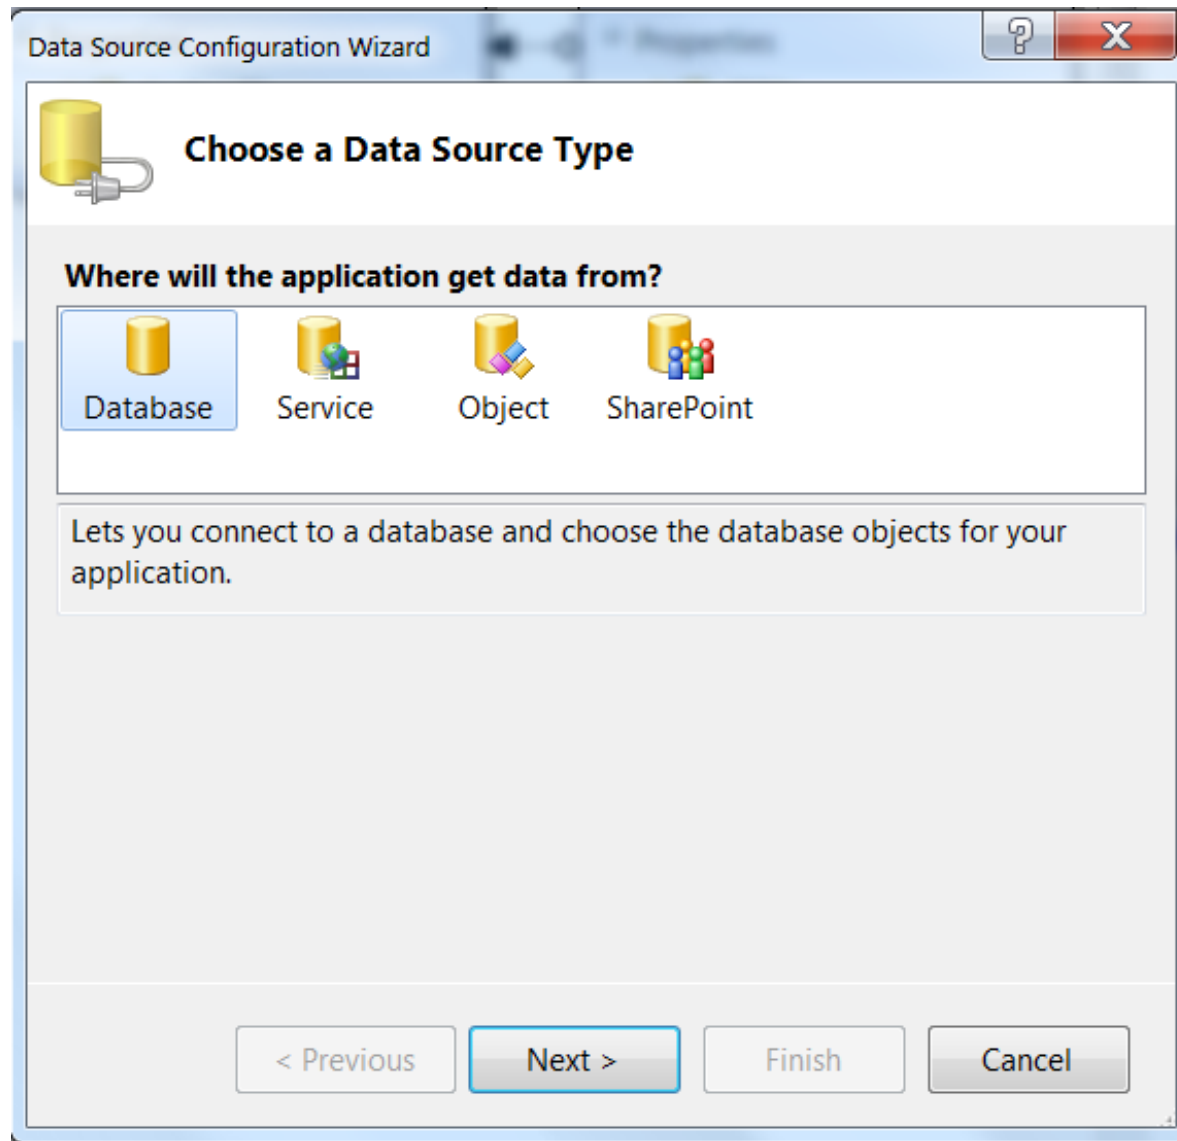 Data Source Configuration Wizard
Properties
Choose a Data Source Type
Where will the application get data from?
Database
Service
Object
SharePoint
Lets you connect to a database and choose the database objects for your
application.
< Previous
Next >
Finish
Cancel